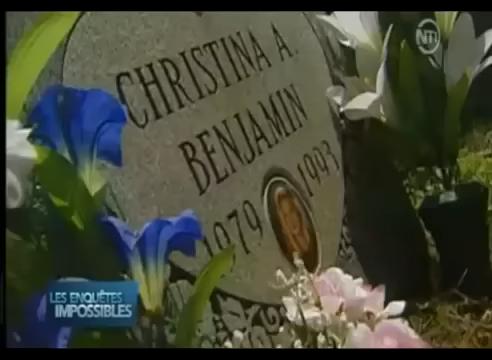 NT1
CHRISTINA A.
BENJAMIN
1979 1993
LES ENQUÊTES
IMPOSSIBLES